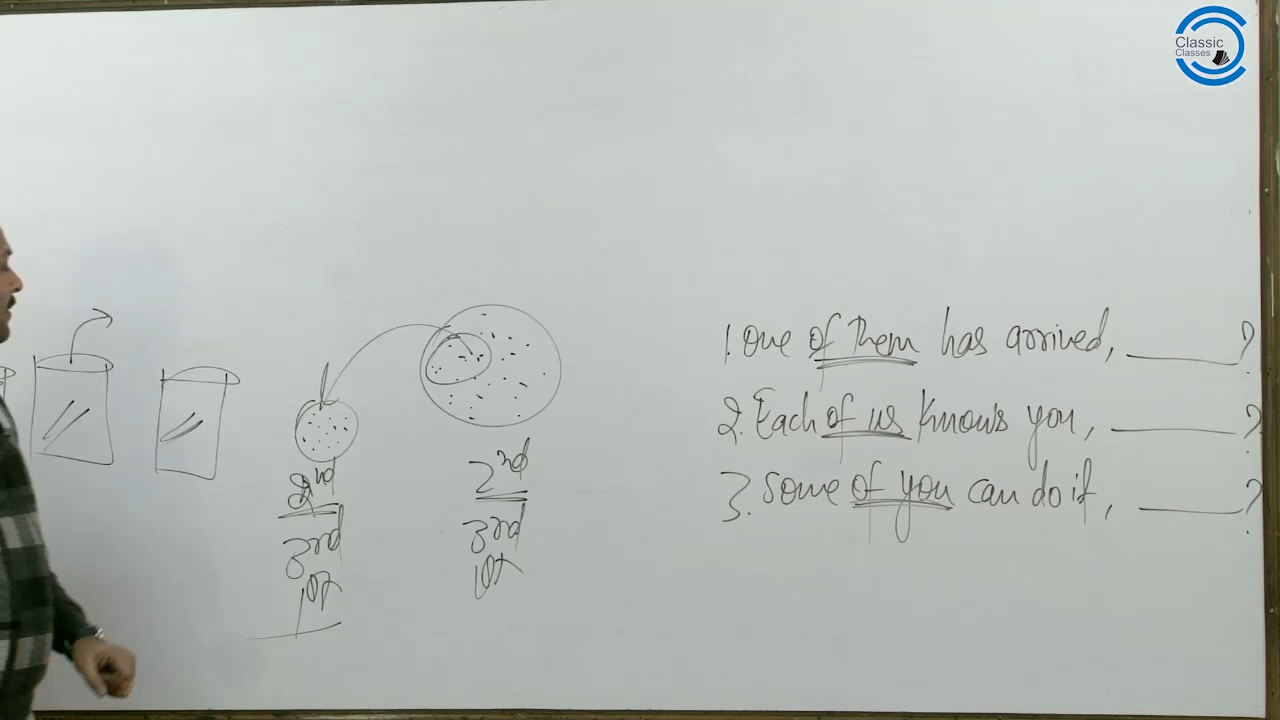 Classic
Classes
1. One of them has arrived, ______?
2. Each of us knows you, ______?
3. Some of you can do it, ______?
2nd
3rd
1st
2nd
3rd
1st